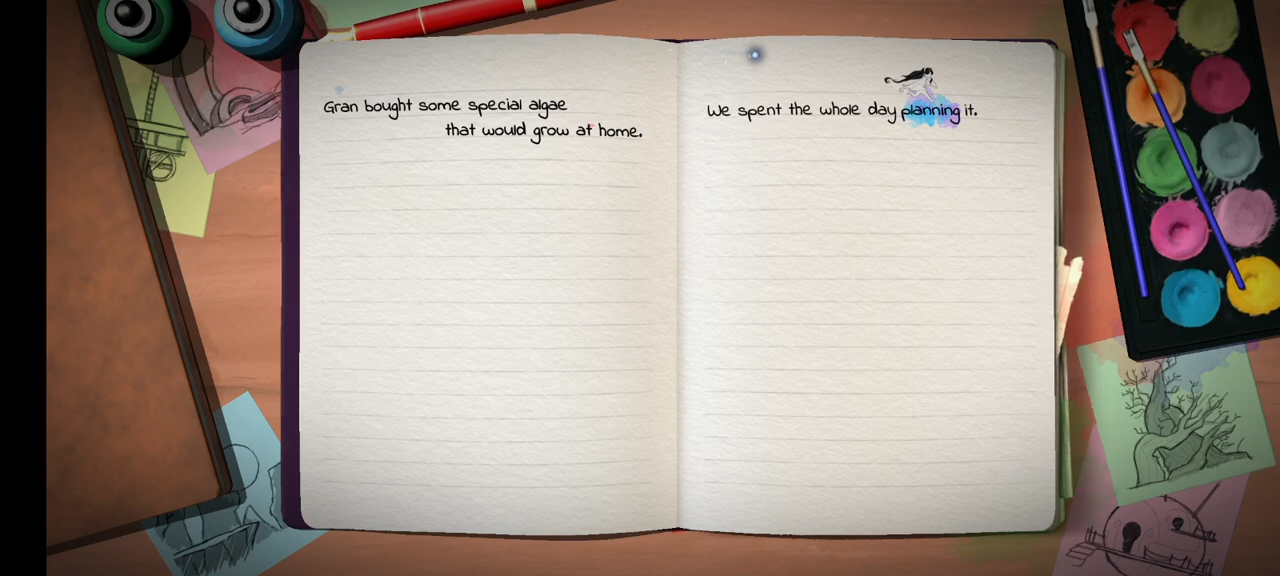 Gran bought some special algae
that would grow at home.
We spent the whole day planning it.